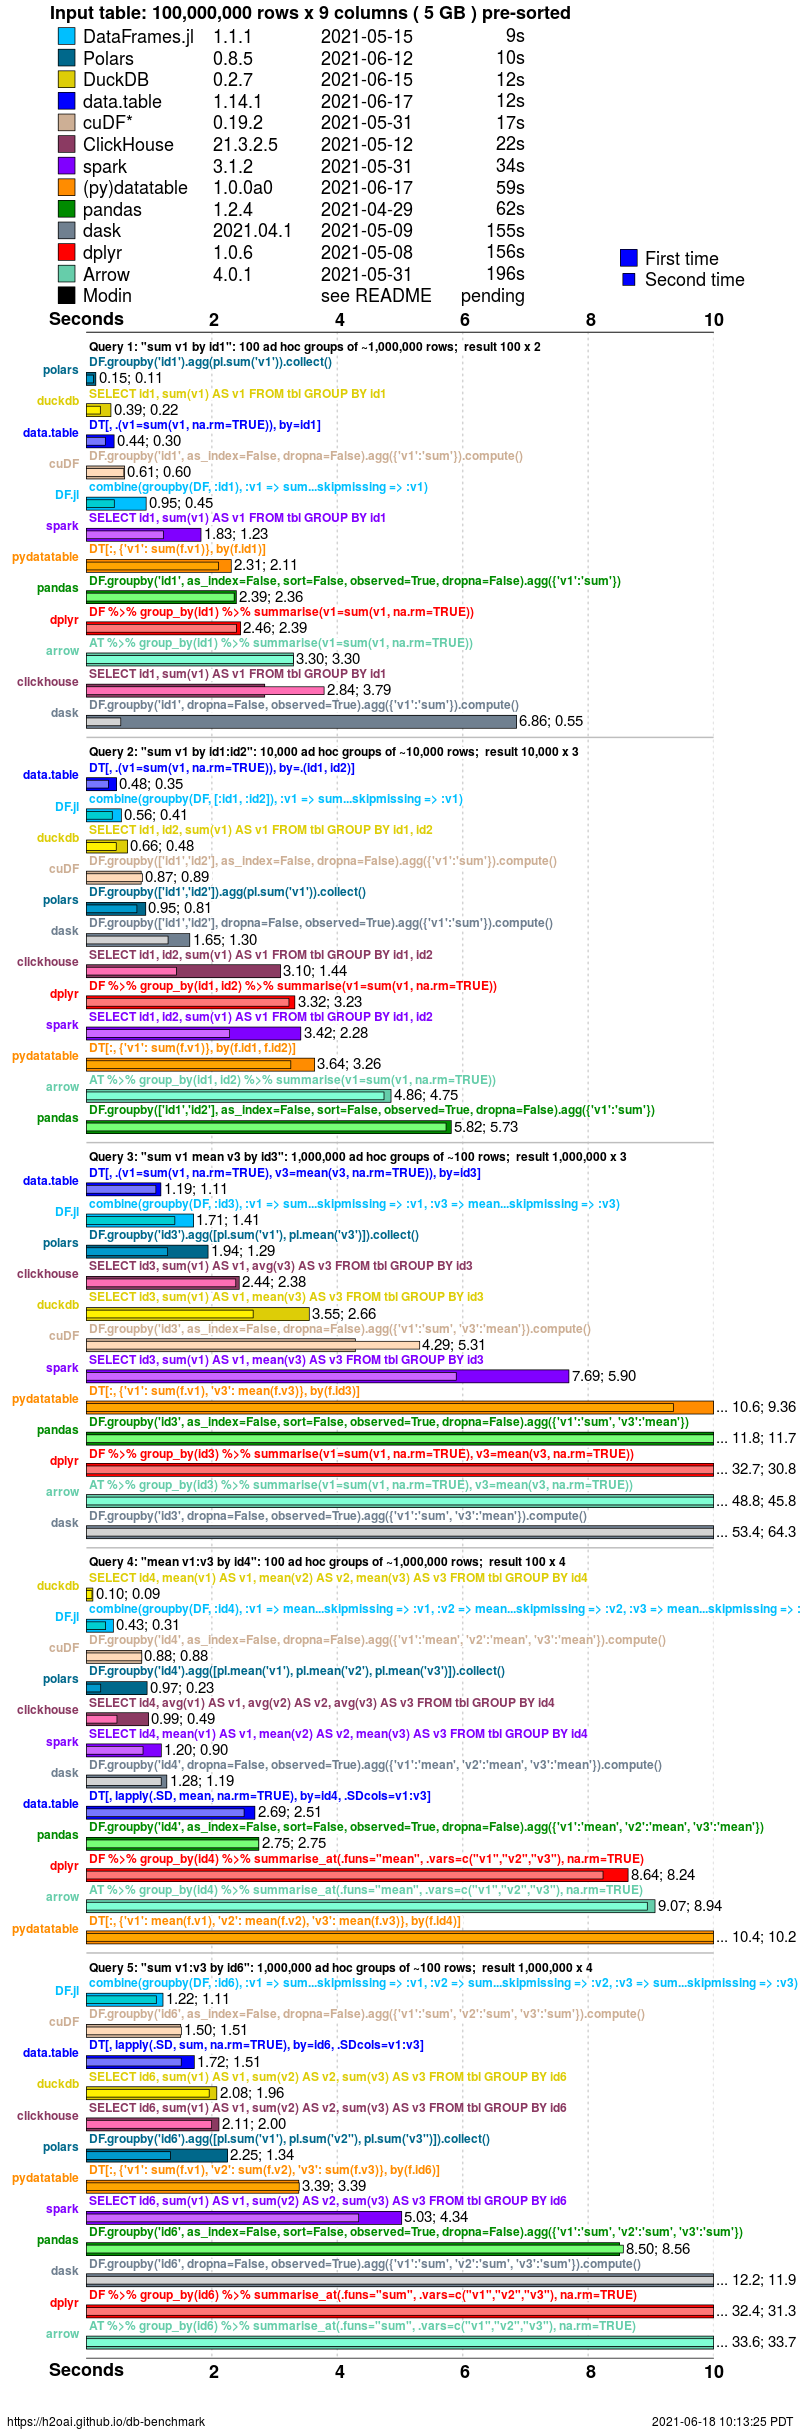 Input table: 100,000,000 rows x 9 columns ( 5 GB ) pre-sorted
DataFrames.jl 1.1.1 2021-05-15 9s
Polars 0.8.5 2021-06-12 10s
DuckDB 0.2.7 2021-06-15 12s
data.table 1.14.1 2021-06-17 12s
cuDF* 0.19.2 2021-05-31 17s
ClickHouse 21.3.2.5 2021-05-12 22s
spark 3.1.2 2021-05-31 34s
(py)datatable 1.0.0a0 2021-06-17 59s
pandas 1.2.4 2021-04-29 62s
dask 2021.04.1 2021-05-09 155s
dplyr 1.0.6 2021-05-08 156s
Arrow 4.0.1 2021-05-31 196s
Modin see README pending
First time
Second time
Seconds 2 4 6 8 10
Query 1: "sum v1 by id1": 100 ad hoc groups of ~1,000,000 rows; result 100 x 2
DF.groupby('id1').agg(pl.sum('v1')).collect()
polars 0.15; 0.11
SELECT id1, sum(v1) AS v1 FROM tbl GROUP BY id1
duckdb 0.39; 0.22
DT[, .(v1=sum(v1, na.rm=TRUE)), by=id1]
data.table 0.44; 0.30
DF.groupby('id1', as_index=False, dropna=False).agg({'v1':'sum'}).compute()
cuDF 0.61; 0.60
combine(groupby(DF, :id1), :v1 => sum...skipmissing => :v1)
DF.jl 0.95; 0.45
SELECT id1, sum(v1) AS v1 FROM tbl GROUP BY id1
spark 1.83; 1.23
DT[:, {'v1': sum(f.v1)}, by(f.id1)]
pydatatable 2.31; 2.11
DF.groupby('id1', as_index=False, sort=False, observed=True, dropna=False).agg({'v1':'sum'})
pandas 2.39; 2.36
DF %>% group_by(id1) %>% summarise(v1=sum(v1, na.rm=TRUE))
dplyr 2.46; 2.39
AT %>% group_by(id1) %>% summarise(v1=sum(v1, na.rm=TRUE))
arrow 3.30; 3.30
SELECT id1, sum(v1) AS v1 FROM tbl GROUP BY id1
clickhouse 2.84; 3.79
DF.groupby('id1', dropna=False, observed=True).agg({'v1':'sum'}).compute()
dask 6.86; 0.55
Query 2: "sum v1 by id1:id2": 10,000 ad hoc groups of ~10,000 rows; result 10,000 x 3
DT[, .(v1=sum(v1, na.rm=TRUE)), by=.(id1, id2)]
data.table 0.48; 0.35
combine(groupby(DF, [:id1, :id2]), :v1 => sum...skipmissing => :v1)
DF.jl 0.56; 0.41
SELECT id1, id2, sum(v1) AS v1 FROM tbl GROUP BY id1, id2
duckdb 0.66; 0.48
DF.groupby(['id1','id2'], as_index=False, dropna=False).agg({'v1':'sum'}).compute()
cuDF 0.87; 0.89
DF.groupby(['id1','id2']).agg(pl.sum('v1')).collect()
polars 0.95; 0.81
DF.groupby(['id1','id2'], dropna=False, observed=True).agg({'v1':'sum'}).compute()
dask 1.65; 1.30
SELECT id1, id2, sum(v1) AS v1 FROM tbl GROUP BY id1, id2
clickhouse 3.10; 1.44
DF %>% group_by(id1, id2) %>% summarise(v1=sum(v1, na.rm=TRUE))
dplyr 3.32; 3.23
SELECT id1, id2, sum(v1) AS v1 FROM tbl GROUP BY id1, id2
spark 3.42; 2.28
DT[:, {'v1': sum(f.v1)}, by(f.id1, f.id2)]
pydatatable 3.64; 3.26
AT %>% group_by(id1, id2) %>% summarise(v1=sum(v1, na.rm=TRUE))
arrow 4.86; 4.75
DF.groupby(['id1','id2'], as_index=False, sort=False, observed=True, dropna=False).agg({'v1':'sum'})
pandas 5.82; 5.73
Query 3: "sum v1 mean v3 by id3": 1,000,000 ad hoc groups of ~100 rows; result 1,000,000 x 3
DT[, .(v1=sum(v1, na.rm=TRUE), v3=mean(v3, na.rm=TRUE)), by=id3]
data.table 1.19; 1.11
combine(groupby(DF, :id3), :v1 => sum...skipmissing => :v1, :v3 => mean...skipmissing => :v3)
DF.jl 1.71; 1.41
DF.groupby('id3').agg([pl.sum('v1'), pl.mean('v3')]).collect()
polars 1.94; 1.29
SELECT id3, sum(v1) AS v1, avg(v3) AS v3 FROM tbl GROUP BY id3
clickhouse 2.44; 2.38
SELECT id3, sum(v1) AS v1, mean(v3) AS v3 FROM tbl GROUP BY id3
duckdb 3.55; 2.66
DF.groupby('id3', as_index=False, dropna=False).agg({'v1':'sum', 'v3':'mean'}).compute()
cuDF 4.29; 5.31
SELECT id3, sum(v1) AS v1, mean(v3) AS v3 FROM tbl GROUP BY id3
spark 7.69; 5.90
DT[:, {'v1': sum(f.v1), 'v3': mean(f.v3)}, by(f.id3)]
pydatatable ... 10.6; 9.36
DF.groupby('id3', as_index=False, sort=False, observed=True, dropna=False).agg({'v1':'sum', 'v3':'mean'})
pandas ... 11.8; 11.7
DF %>% group_by(id3) %>% summarise(v1=sum(v1, na.rm=TRUE), v3=mean(v3, na.rm=TRUE))
dplyr ... 32.7; 30.8
AT %>% group_by(id3) %>% summarise(v1=sum(v1, na.rm=TRUE), v3=mean(v3, na.rm=TRUE))
arrow ... 48.8; 45.8
DF.groupby('id3', dropna=False, observed=True).agg({'v1':'sum', 'v3':'mean'}).compute()
dask ... 53.4; 64.3
Query 4: "mean v1:v3 by id4": 100 ad hoc groups of ~1,000,000 rows; result 100 x 4
SELECT id4, mean(v1) AS v1, mean(v2) AS v2, mean(v3) AS v3 FROM tbl GROUP BY id4
duckdb 0.10; 0.09
combine(groupby(DF, :id4), :v1 => mean...skipmissing => :v1, :v2 => mean...skipmissing => :v2, :v3 => mean...skipmissing => :
DF.jl 0.43; 0.31
DF.groupby('id4', as_index=False, dropna=False).agg({'v1':'mean', 'v2':'mean', 'v3':'mean'}).compute()
cuDF 0.88; 0.88
DF.groupby('id4').agg([pl.mean('v1'), pl.mean('v2'), pl.mean('v3')]).collect()
polars 0.97; 0.23
SELECT id4, avg(v1) AS v1, avg(v2) AS v2, avg(v3) AS v3 FROM tbl GROUP BY id4
clickhouse 0.99; 0.49
SELECT id4, mean(v1) AS v1, mean(v2) AS v2, mean(v3) AS v3 FROM tbl GROUP BY id4
spark 1.20; 0.90
DF.groupby('id4', dropna=False, observed=True).agg({'v1':'mean', 'v2':'mean', 'v3':'mean'}).compute()
dask 1.28; 1.19
DT[, lapply(.SD, mean, na.rm=TRUE), by=id4, .SDcols=v1:v3]
data.table 2.69; 2.51
DF.groupby('id4', as_index=False, sort=False, observed=True, dropna=False).agg({'v1':'mean', 'v2':'mean', 'v3':'mean'})
pandas 2.75; 2.75
DF %>% group_by(id4) %>% summarise_at(.funs="mean", .vars=c("v1","v2","v3"), na.rm=TRUE)
dplyr 8.64; 8.24
AT %>% group_by(id4) %>% summarise_at(.funs="mean", .vars=c("v1","v2","v3"), na.rm=TRUE)
arrow 9.07; 8.94
DT[:, {'v1': mean(f.v1), 'v2': mean(f.v2), 'v3': mean(f.v3)}, by(f.id4)]
pydatatable ... 10.4; 10.2
Query 5: "sum v1:v3 by id6": 1,000,000 ad hoc groups of ~100 rows; result 1,000,000 x 4
combine(groupby(DF, :id6), :v1 => sum...skipmissing => :v1, :v2 => sum...skipmissing => :v2, :v3 => sum...skipmissing => :v3)
DF.jl 1.22; 1.11
DF.groupby('id6', as_index=False, dropna=False).agg({'v1':'sum', 'v2':'sum', 'v3':'sum'}).compute()
cuDF 1.50; 1.51
DT[, lapply(.SD, sum, na.rm=TRUE), by=id6, .SDcols=v1:v3]
data.table 1.72; 1.51
SELECT id6, sum(v1) AS v1, sum(v2) AS v2, sum(v3) AS v3 FROM tbl GROUP BY id6
duckdb 2.08; 1.96
SELECT id6, sum(v1) AS v1, sum(v2) AS v2, sum(v3) AS v3 FROM tbl GROUP BY id6
clickhouse 2.11; 2.00
DF.groupby('id6').agg([pl.sum('v1'), pl.sum('v2"), pl.sum('v3")]).collect()
polars 2.25; 1.34
DT[:, {'v1': sum(f.v1), 'v2': sum(f.v2), 'v3': sum(f.v3)}, by(f.id6)]
pydatatable 3.39; 3.39
SELECT id6, sum(v1) AS v1, sum(v2) AS v2, sum(v3) AS v3 FROM tbl GROUP BY id6
spark 5.03; 4.34
DF.groupby('id6', as_index=False, sort=False, observed=True, dropna=False).agg({'v1':'sum', 'v2':'sum', 'v3':'sum'})
pandas 8.50; 8.56
DF.groupby('id6', dropna=False, observed=True).agg({'v1':'sum', 'v2':'sum', 'v3':'sum'}).compute()
dask ... 12.2; 11.9
DF %>% group_by(id6) %>% summarise_at(.funs="sum", .vars=c("v1","v2","v3"), na.rm=TRUE)
dplyr ... 32.4; 31.3
AT %>% group_by(id6) %>% summarise_at(.funs="sum", .vars=c("v1","v2","v3"), na.rm=TRUE)
arrow ... 33.6; 33.7
Seconds 2 4 6 8 10
https://h2oai.github.io/db-benchmark 2021-06-18 10:13:25 PDT